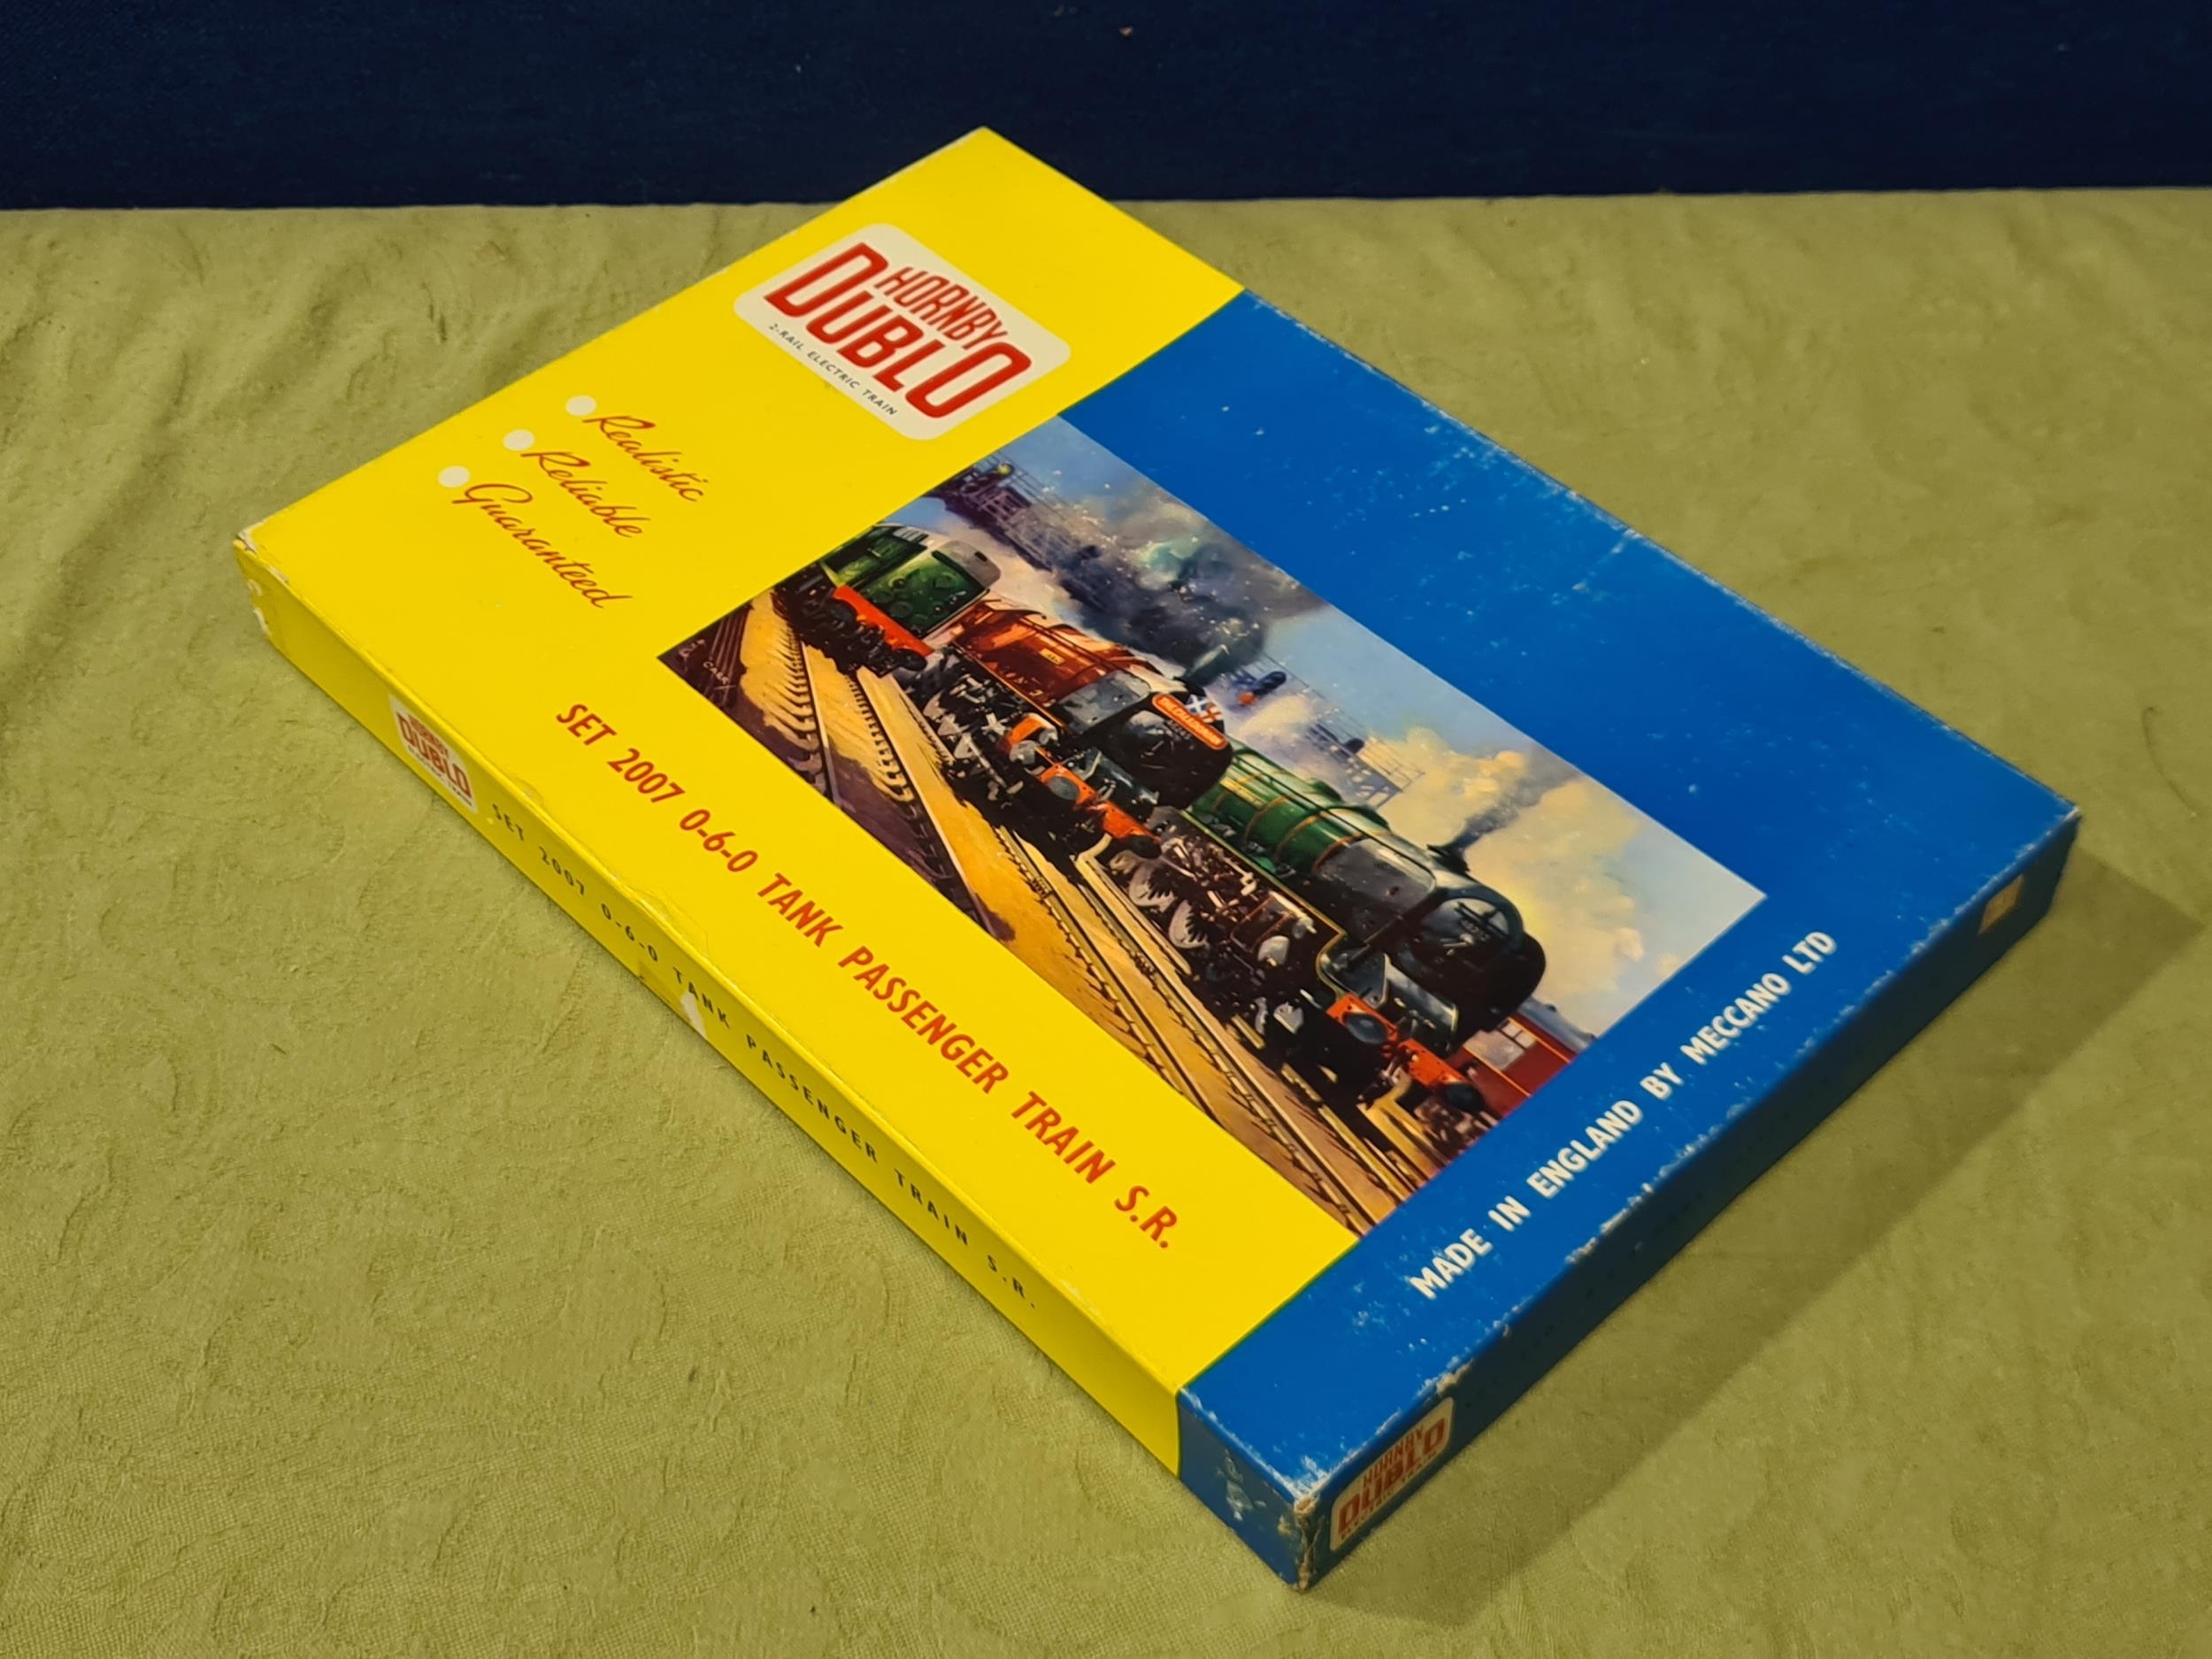 HORNBY
DUBLO
2-RAIL ELECTRIC TRAIN
Realistic
Reliable
Guaranteed
SET 2007 0-6-0 TANK PASSENGER TRAIN S.R.
MADE IN ENGLAND BY MECCANO LTD
HORNBY
DUBLO
SET 2007 0-6-0 TANK PASSENGER TRAIN S.R.
HORNBY
DUBLO